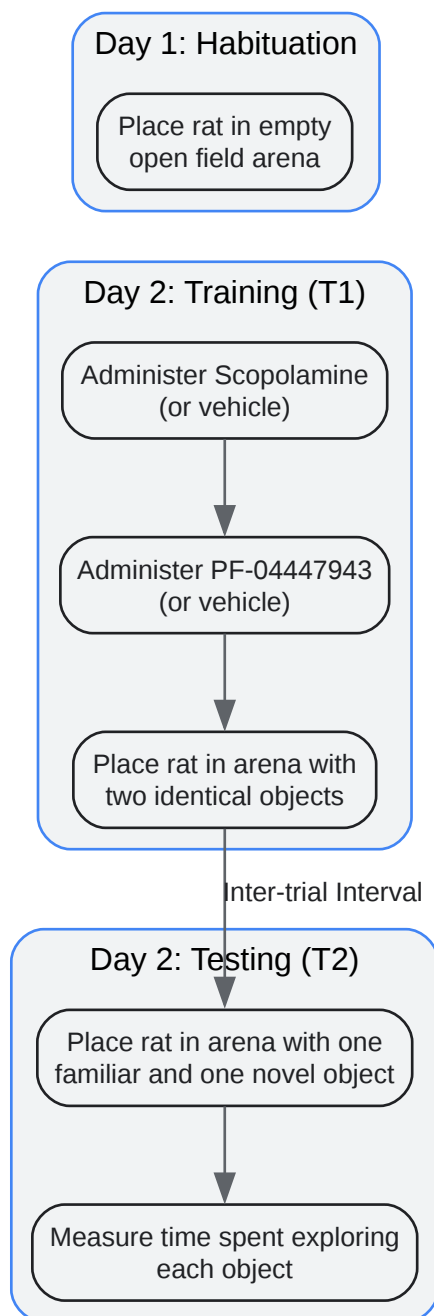 Day 1: Habituation
Place rat in empty
open field arena
Day 2: Training (T1)
Administer Scopolamine
(or vehicle)
Administer PF-04447943
(or vehicle)
Place rat in arena with
two identical objects
Inter-trial Interval
Day 2: Testing (T2)
Place rat in arena with one
familiar and one novel object
Measure time spent exploring
each object